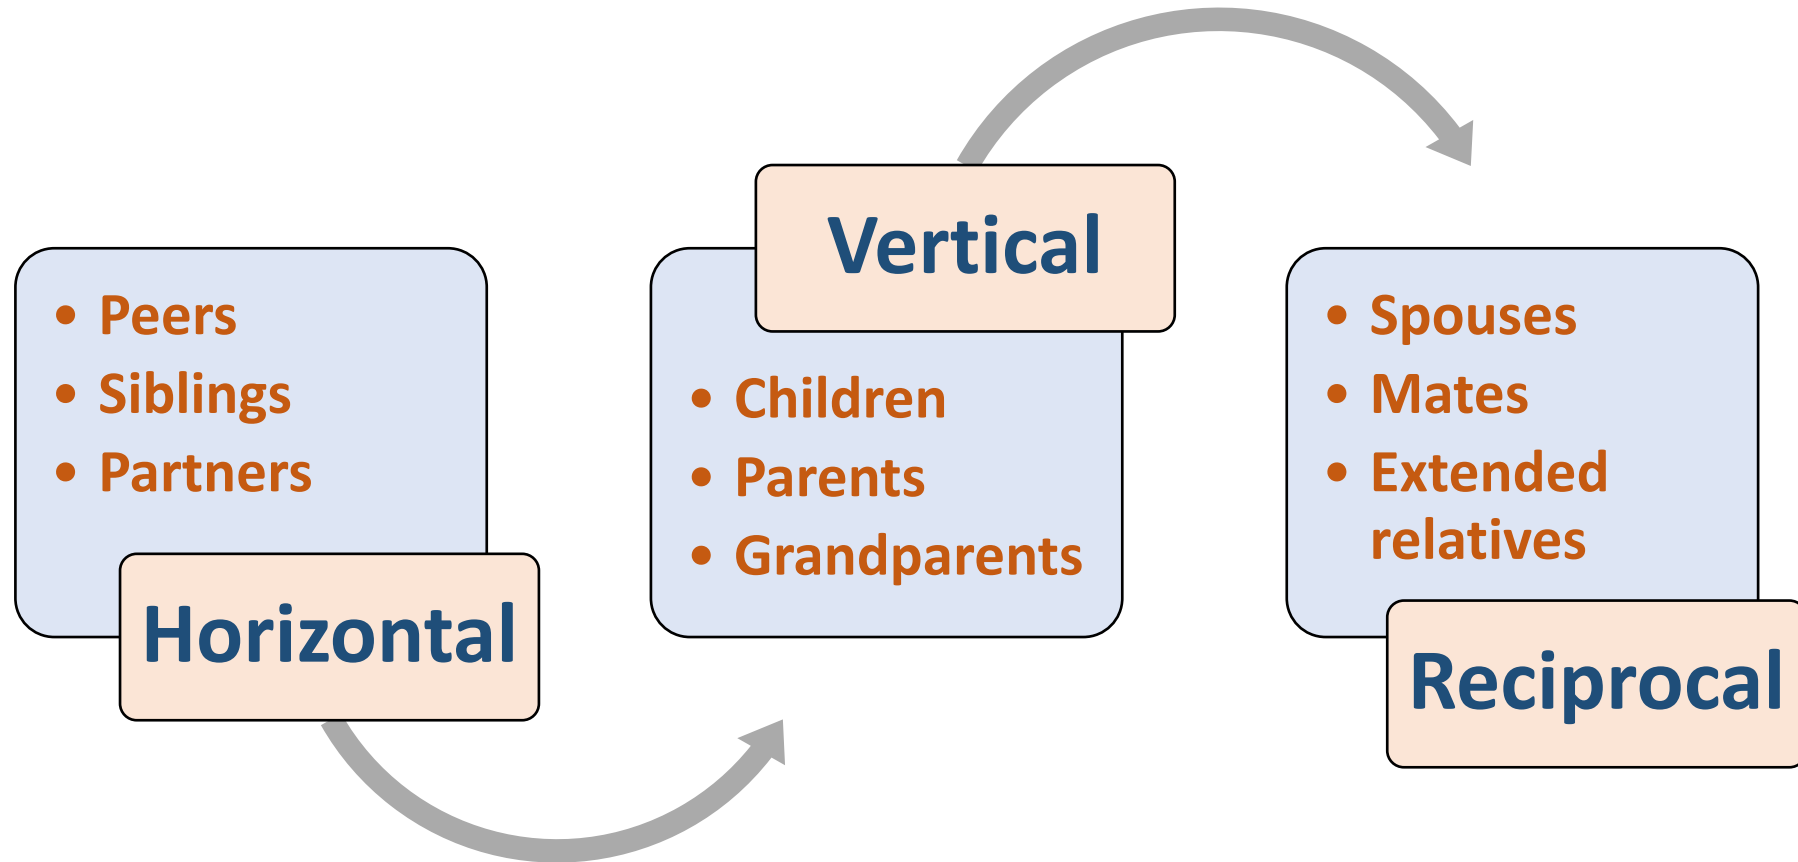 • Peers
• Siblings
• Partners
Horizontal
Vertical
• Children
• Parents
• Grandparents
• Spouses
• Mates
• Extended
relatives
Reciprocal